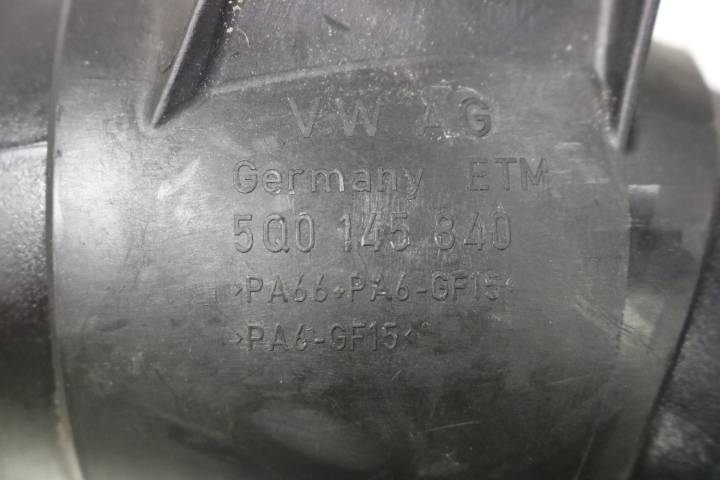 VW AG
Germany ETM
5Q0 145 840
>PA66+PA6-GF15<
>PA6-GF15<